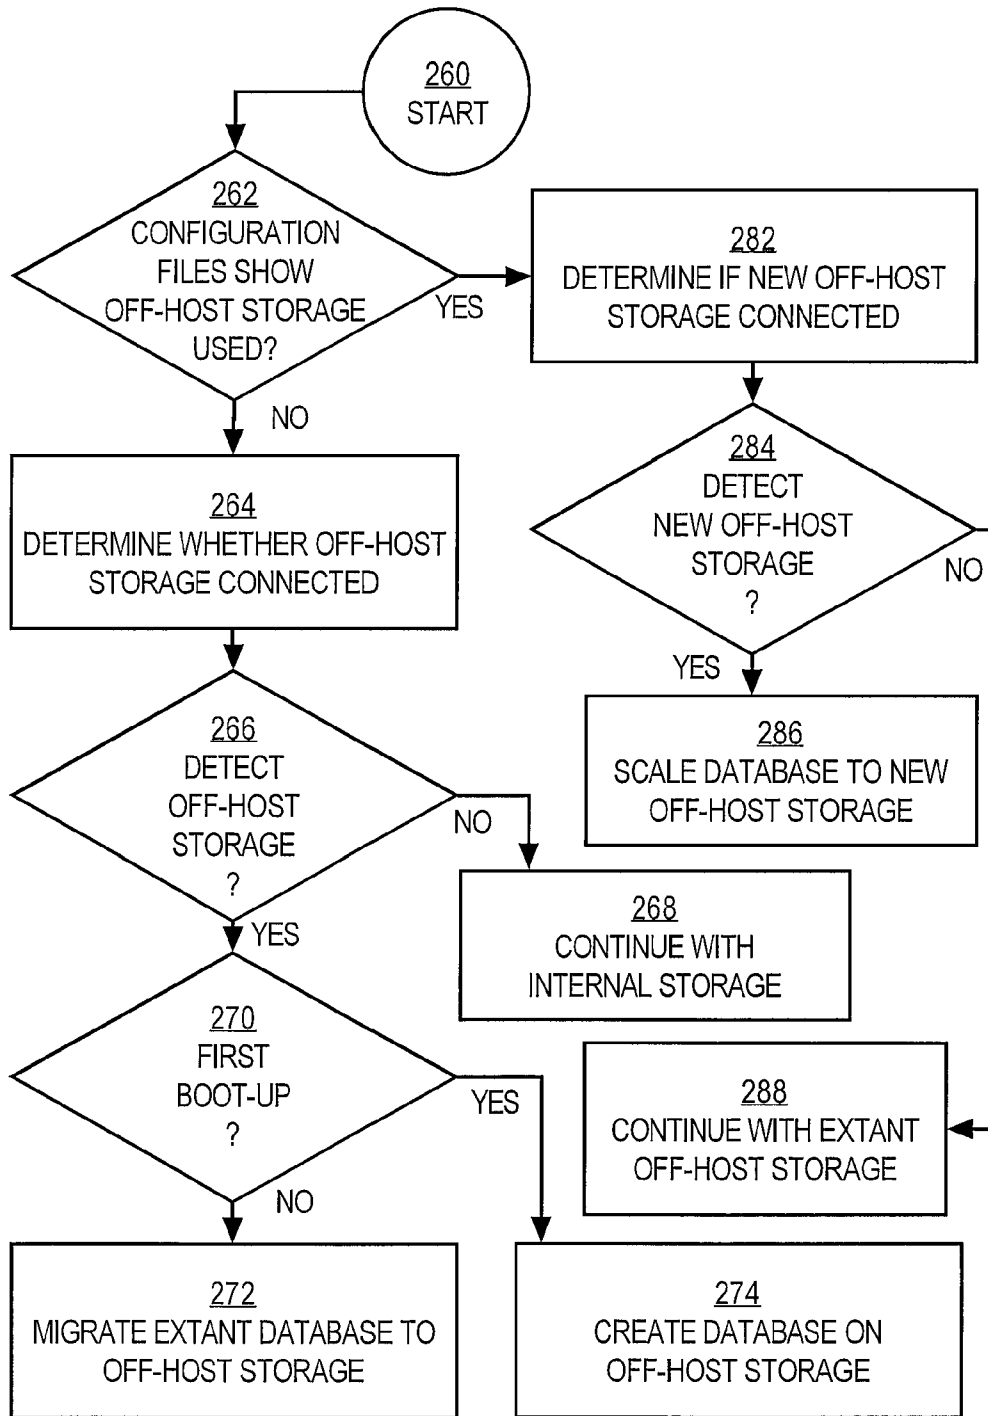 260
START
262
CONFIGURATION
FILES SHOW
OFF-HOST STORAGE
USED?
YES
NO
282
DETERMINE IF NEW OFF-HOST
STORAGE CONNECTED
264
DETERMINE WHETHER OFF-HOST
STORAGE CONNECTED
284
DETECT
NEW OFF-HOST
STORAGE
?
NO
YES
266
DETECT
OFF-HOST
STORAGE
?
NO
YES
286
SCALE DATABASE TO NEW
OFF-HOST STORAGE
268
CONTINUE WITH
INTERNAL STORAGE
270
FIRST
BOOT-UP
?
YES
NO
288
CONTINUE WITH EXTANT
OFF-HOST STORAGE
272
MIGRATE EXTANT DATABASE TO
OFF-HOST STORAGE
274
CREATE DATABASE ON
OFF-HOST STORAGE